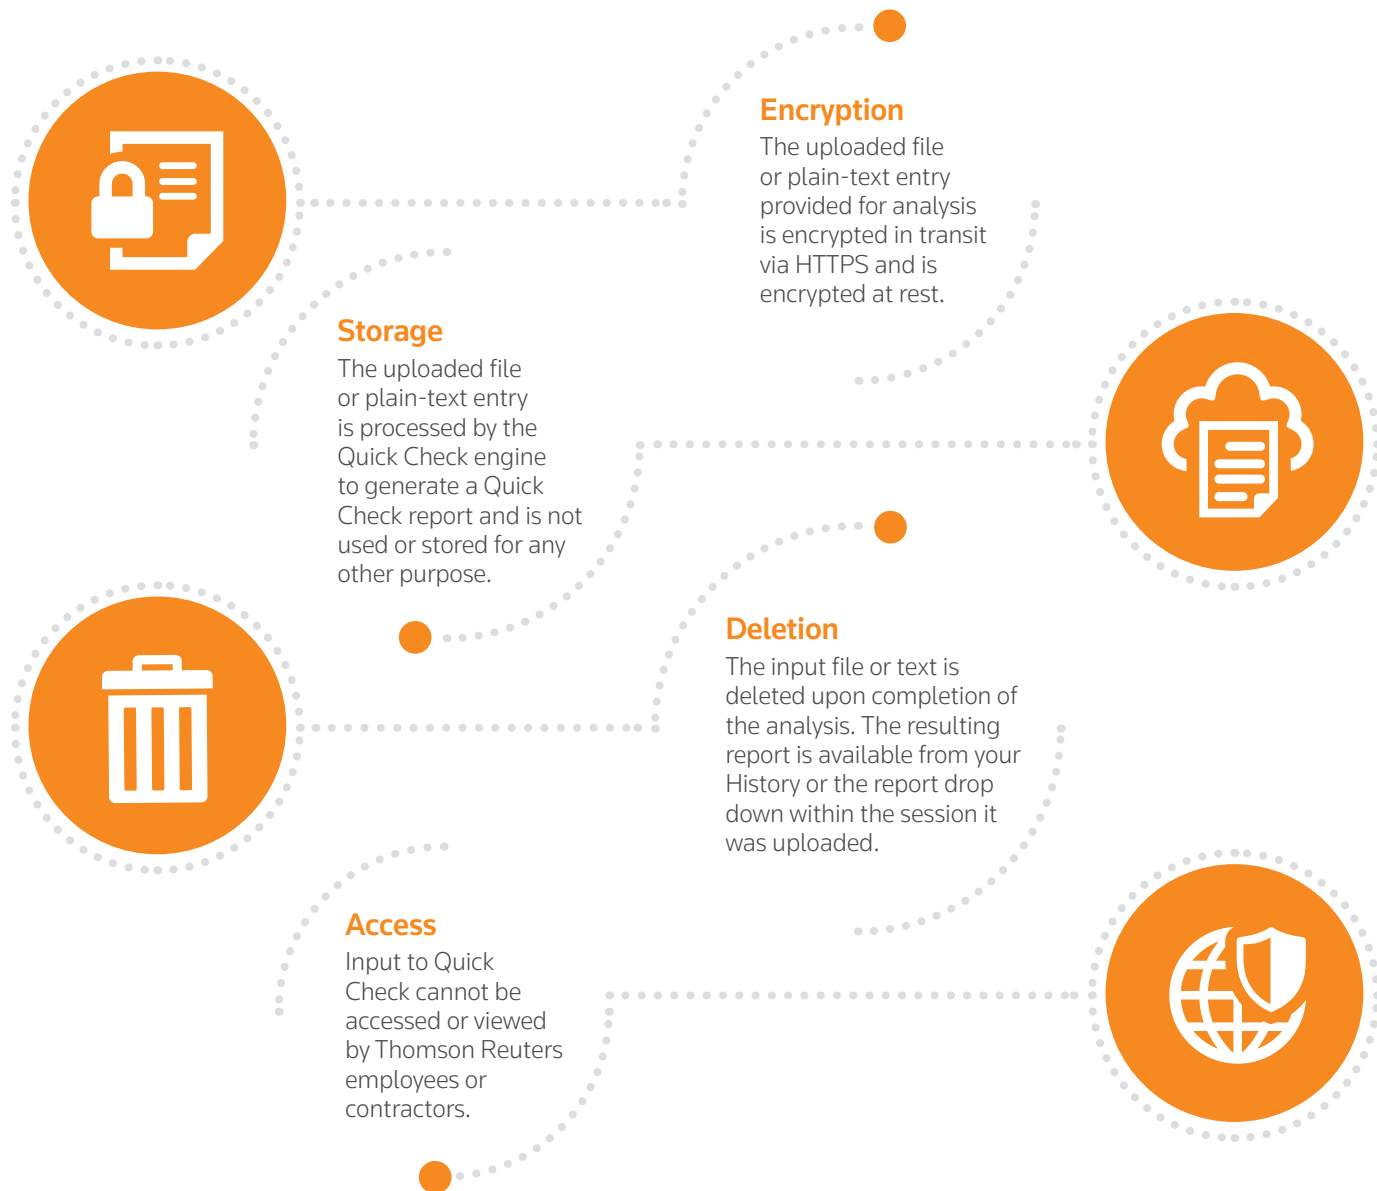 Encryption
The uploaded file
or plain-text entry
provided for analysis
is encrypted in transit
via HTTPS and is
encrypted at rest.
Storage
The uploaded file
or plain-text entry
is processed by the
Quick Check engine
to generate a Quick
Check report and is not
used or stored for any
other purpose.
Deletion
The input file or text is
deleted upon completion of
the analysis. The resulting
report is available from your
History or the report drop
down within the session it
was uploaded.
Access
Input to Quick
Check cannot be
accessed or viewed
by Thomson Reuters
employees or
contractors.